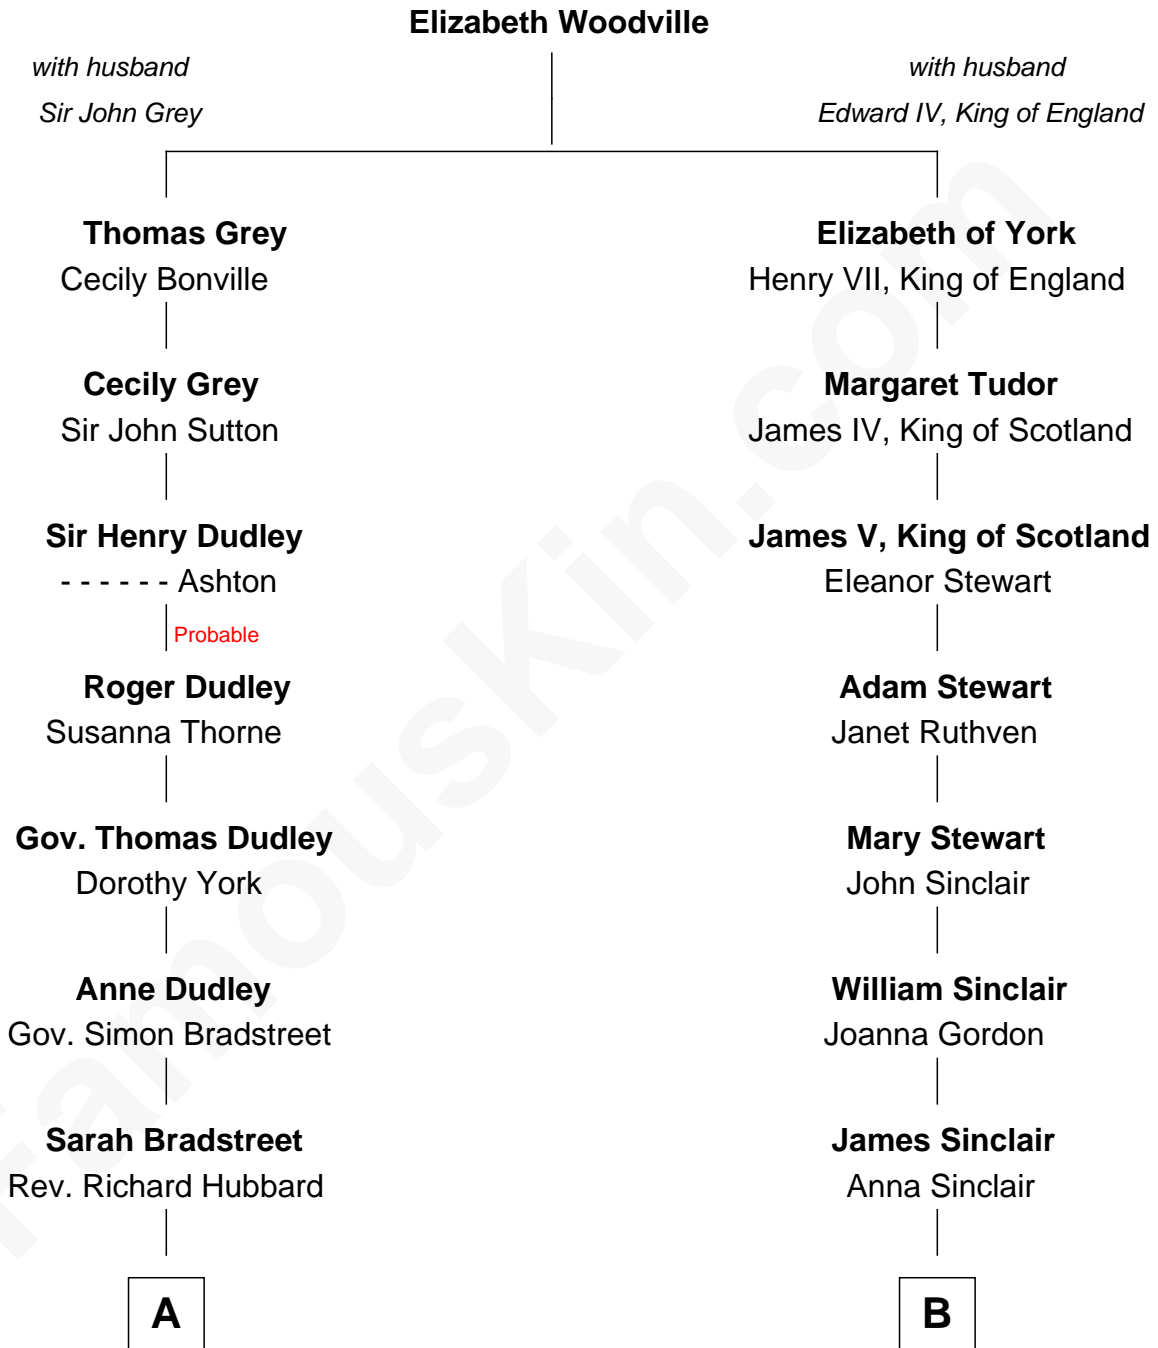 Elizabeth Woodville
with husband
Sir John Grey
with husband
Edward IV, King of England
Thomas Grey
Cecily Bonville
Elizabeth of York
Henry VII, King of England
Cecily Grey
Sir John Sutton
Margaret Tudor
James IV, King of Scotland
Sir Henry Dudley
- - - - - - Ashton
James V, King of Scotland
Eleanor Stewart
Probable
Roger Dudley
Susanna Thorne
Adam Stewart
Janet Ruthven
Gov. Thomas Dudley
Dorothy York
Mary Stewart
John Sinclair
Anne Dudley
Gov. Simon Bradstreet
William Sinclair
Joanna Gordon
Sarah Bradstreet
Rev. Richard Hubbard
James Sinclair
Anna Sinclair
A
B
FamousKin.com